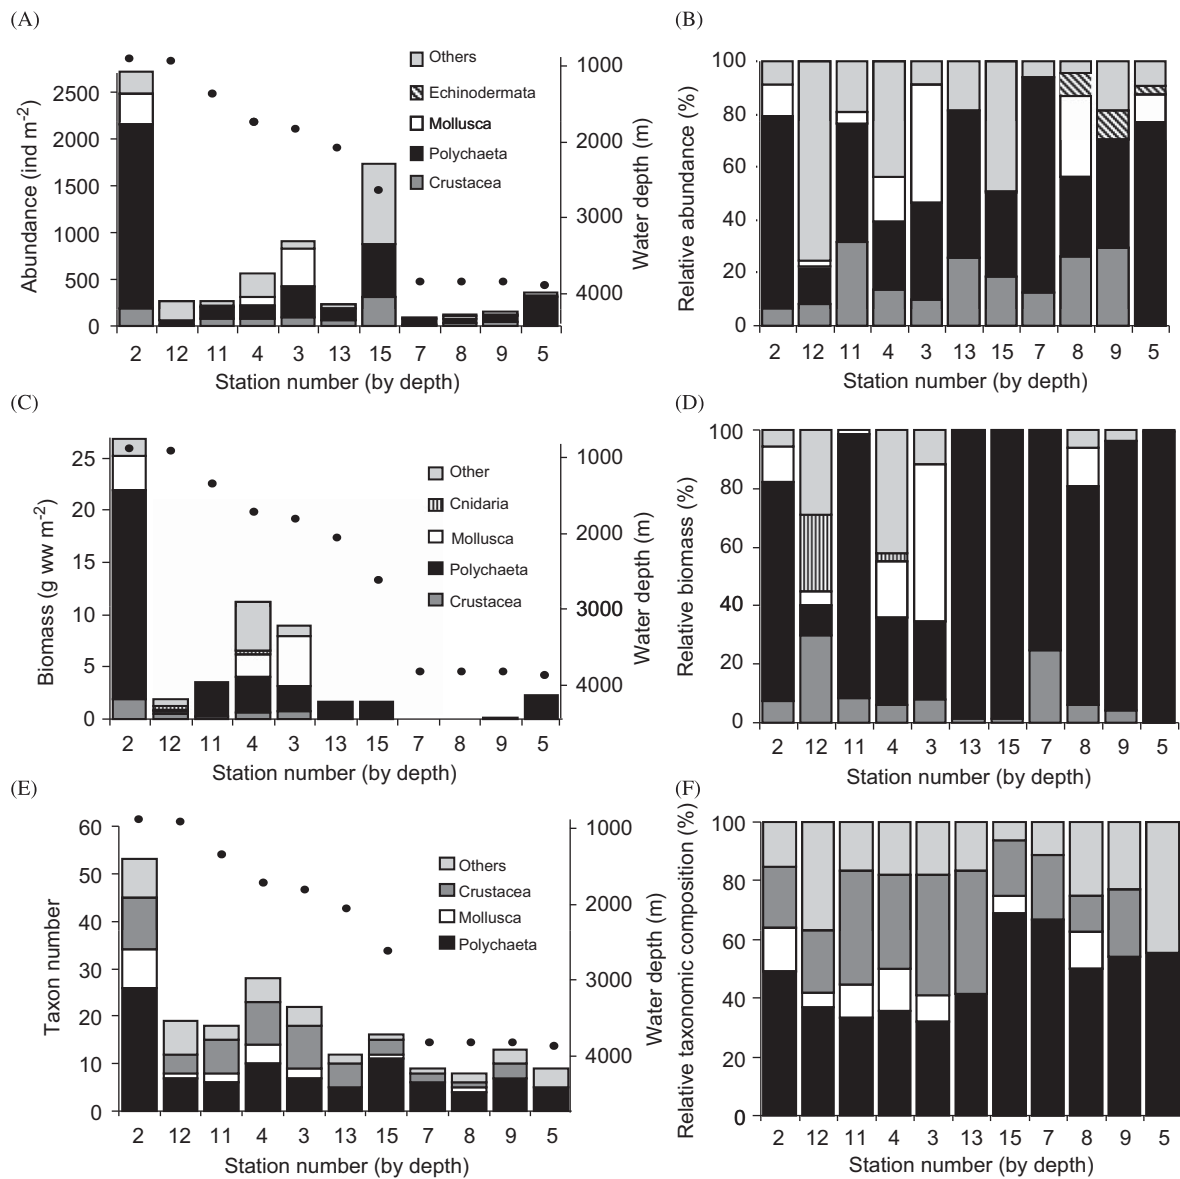 (A)
Abundance (ind m-2)
2500
2000
1500
1000
500
0
Others
Echinodermata
Mollusca
Polychaeta
Crustacea
1000
2000
3000
4000
Water depth (m)
2 12 11 4 3 13 15 7 8 9 5
Station number (by depth)
(B)
Relative abundance (%)
100
80
60
40
20
0
2 12 11 4 3 13 15 7 8 9 5
Station number (by depth)
(C)
Biomass (g ww m-2)
25
20
15
10
5
0
Other
Cnidaria
Mollusca
Polychaeta
Crustacea
1000
2000
3000
4000
Water depth (m)
2 12 11 4 3 13 15 7 8 9 5
Station number (by depth)
(D)
Relative biomass (%)
100
80
60
40
20
0
2 12 11 4 3 13 15 7 8 9 5
Station number (by depth)
(E)
Taxon number
60
50
40
30
20
10
0
Others
Crustacea
Mollusca
Polychaeta
1000
2000
3000
4000
Water depth (m)
2 12 11 4 3 13 15 7 8 9 5
Station number (by depth)
(F)
Relative taxonomic composition (%)
100
80
60
40
20
0
2 12 11 4 3 13 15 7 8 9 5
Station number (by depth)